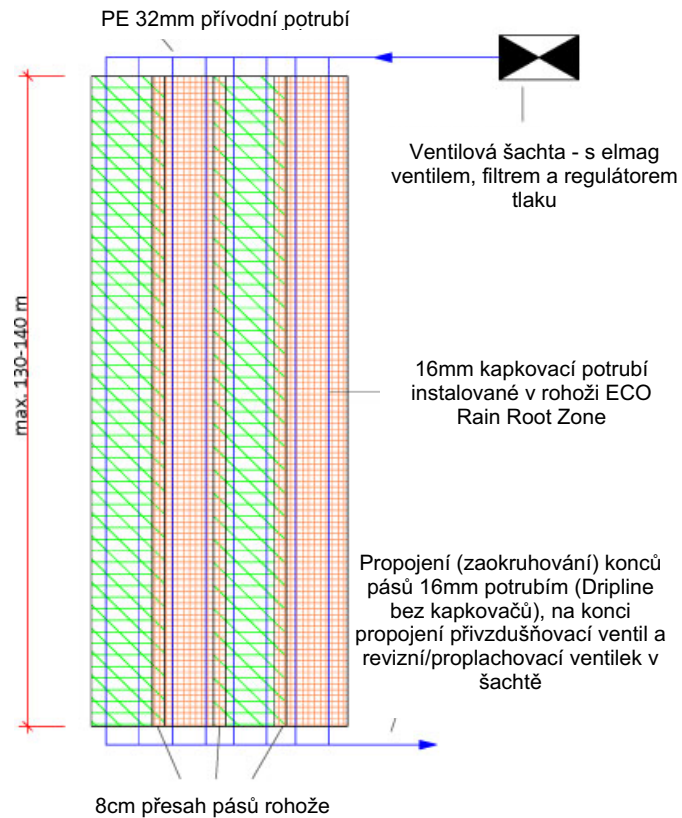 PE 32mm přívodní potrubí
Ventilová šachta - s elmag
ventilem, filtrem a regulátorem
tlaku
max. 130-140 m
16mm kapkovací potrubí
instalované v rohoži ECO
Rain Root Zone
Propojení (zaokruhování) konců
pásů 16mm potrubím (Dripline
bez kapkovačů), na konci
propojení přivzdušňovací ventil a
revizní/proplachovací ventilek v
šachtě
8cm přesah pásů rohože